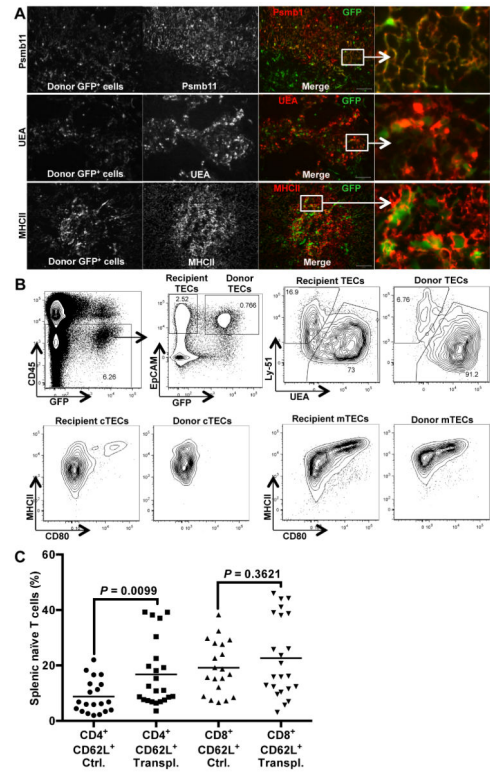 A
Psmb11
Donor GFP⁺ cells
Psmb11
Psmb11 GFP
Merge
UEA
Donor GFP⁺ cells
UEA
UEA GFP
Merge
MHCII
Donor GFP⁺ cells
MHCII
MHCII GFP
Merge
B
Recipient TECs
Donor TECs
Recipient TECs
Donor TECs
CD45
GFP
6.26
EpCAM
GFP
2.52
0.766
Ly-51
UEA
16.9
73
6.76
91.2
Recipient cTECs
Donor cTECs
Recipient mTECs
Donor mTECs
MHCII
CD80
MHCII
CD80
C
Splenic naïve T cells (%)
60
40
20
0
P = 0.0099
P = 0.3621
CD4⁺ CD4⁺ CD8⁺ CD8⁺
CD62L⁺ CD62L⁺ CD62L⁺ CD62L⁺
Ctrl. Transpl. Ctrl. Transpl.